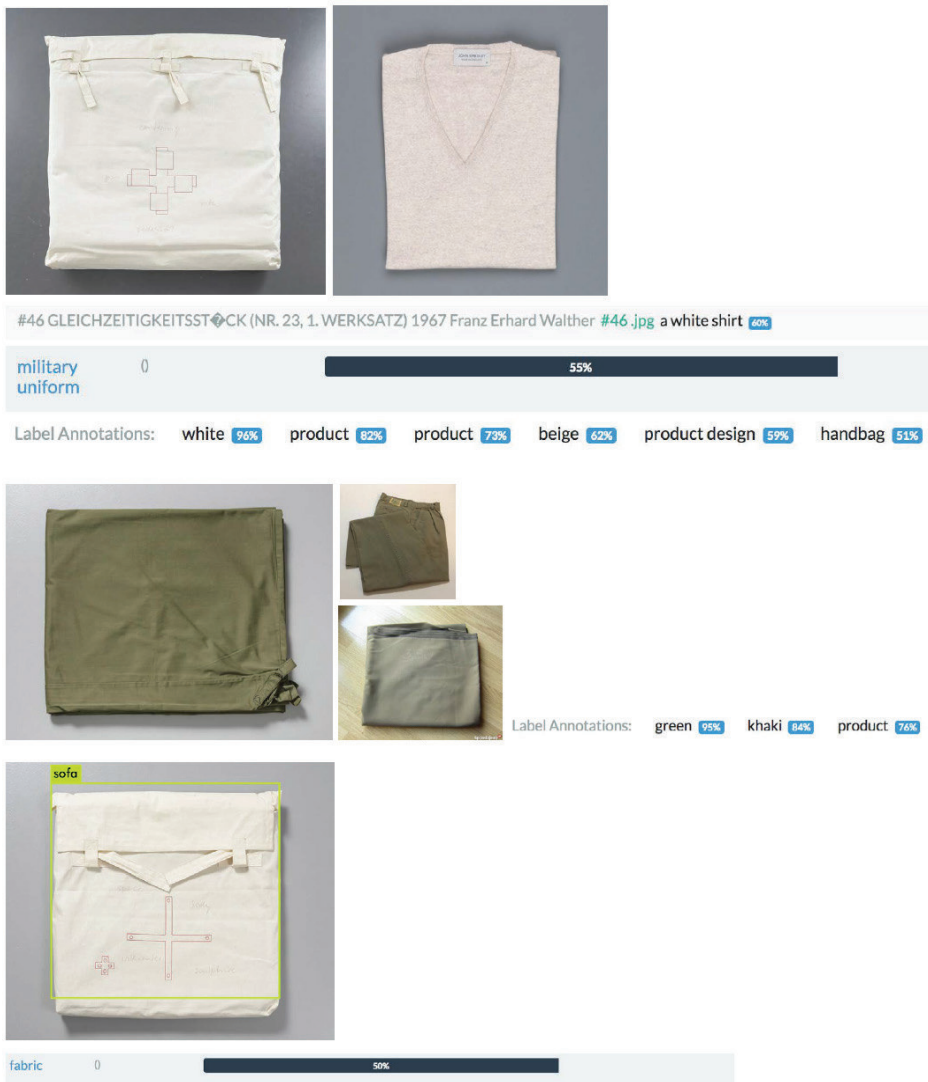 #46 GLEICHZEITIGKEITSST�CK (NR. 23, 1. WERKSATZ) 1967 Franz Erhard Walther #46 .jpg a white shirt 60%
military uniform () 55%
Label Annotations: white 96% product 82% product 73% beige 62% product design 59% handbag 51%
Label Annotations: green 95% khaki 84% product 76%
sofa
fabric () 50%